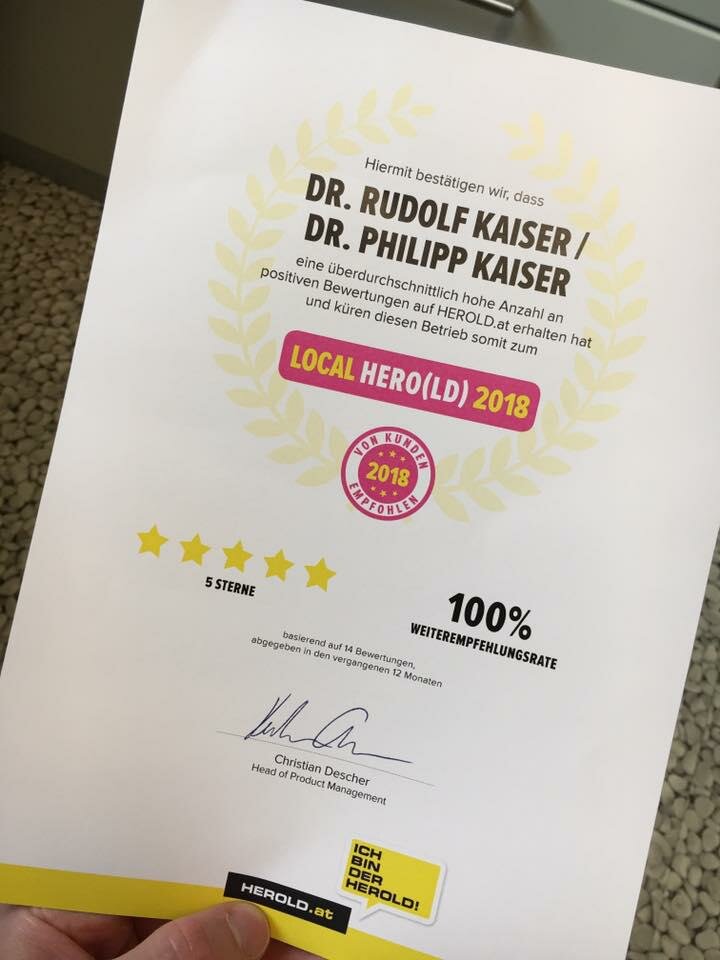 Hiermit bestätigen wir, dass
DR. RUDOLF KAISER /
DR. PHILIPP KAISER
eine überdurchschnittlich hohe Anzahl an
positiven Bewertungen auf HEROLD.at erhalten hat
und küren diesen Betrieb somit zum
LOCAL HERO(LD) 2018
VON KUNDEN
2018
EMPFOHLEN
5 STERNE
100%
WEITEREMPFEHLUNGSRATE
basierend auf 14 Bewertungen,
abgegeben in den vergangenen 12 Monaten
Christian Descher
Head of Product Management
ICH
BIN
DER
HEROLD!
HEROLD.at